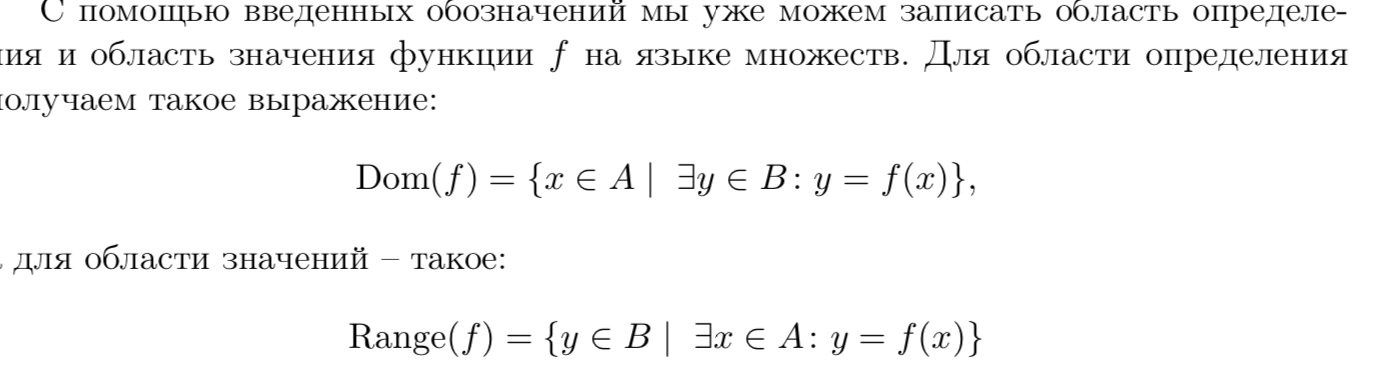 С помощью введенных обозначений мы уже можем записать область определе-
ия и область значения функции f на языке множеств. Для области определения
олучаем такое выражение:
Dom(f) = {x ∈ A | ∃y ∈ B: y = f(x)},
для области значений – такое:
Range(f) = {y ∈ B | ∃x ∈ A: y = f(x)}